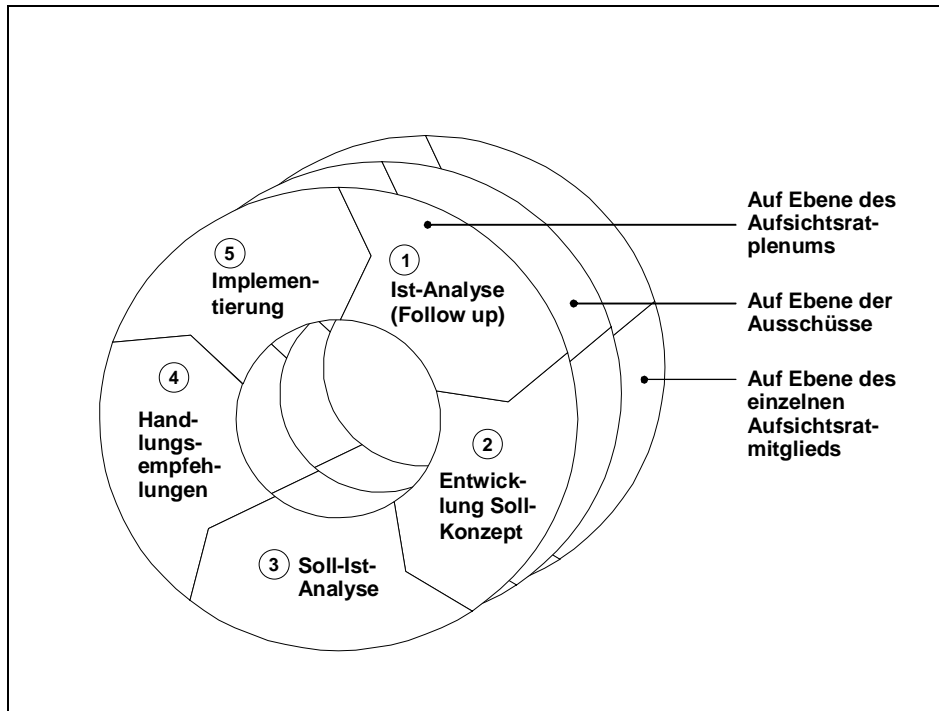 1
Ist-Analyse
(Follow up)
2
Entwick-
lung Soll-
Konzept
3
Soll-Ist-
Analyse
4
Hand-
lungs-
empfeh-
lungen
5
Implemen-
tierung
Auf Ebene des
Aufsichtsrat-
plenums
Auf Ebene der
Ausschüsse
Auf Ebene des
einzelnen
Aufsichtsrat-
mitglieds